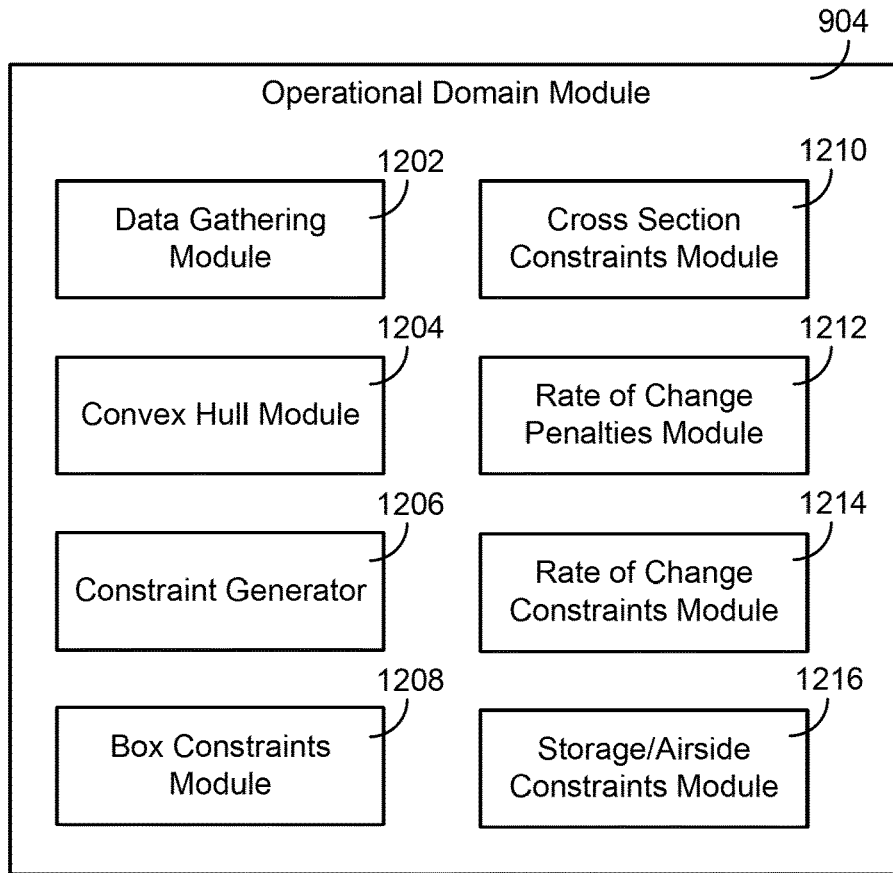 904
Operational Domain Module
1202
Data Gathering
Module
1210
Cross Section
Constraints Module
1204
Convex Hull Module
1212
Rate of Change
Penalties Module
1206
Constraint Generator
1214
Rate of Change
Constraints Module
1208
Box Constraints
Module
1216
Storage/Airside
Constraints Module